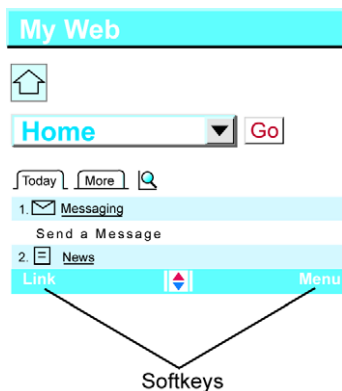 My Web
Home Go
Today More
1. Messaging
Send a Message
2. News
Link Menu
Softkeys